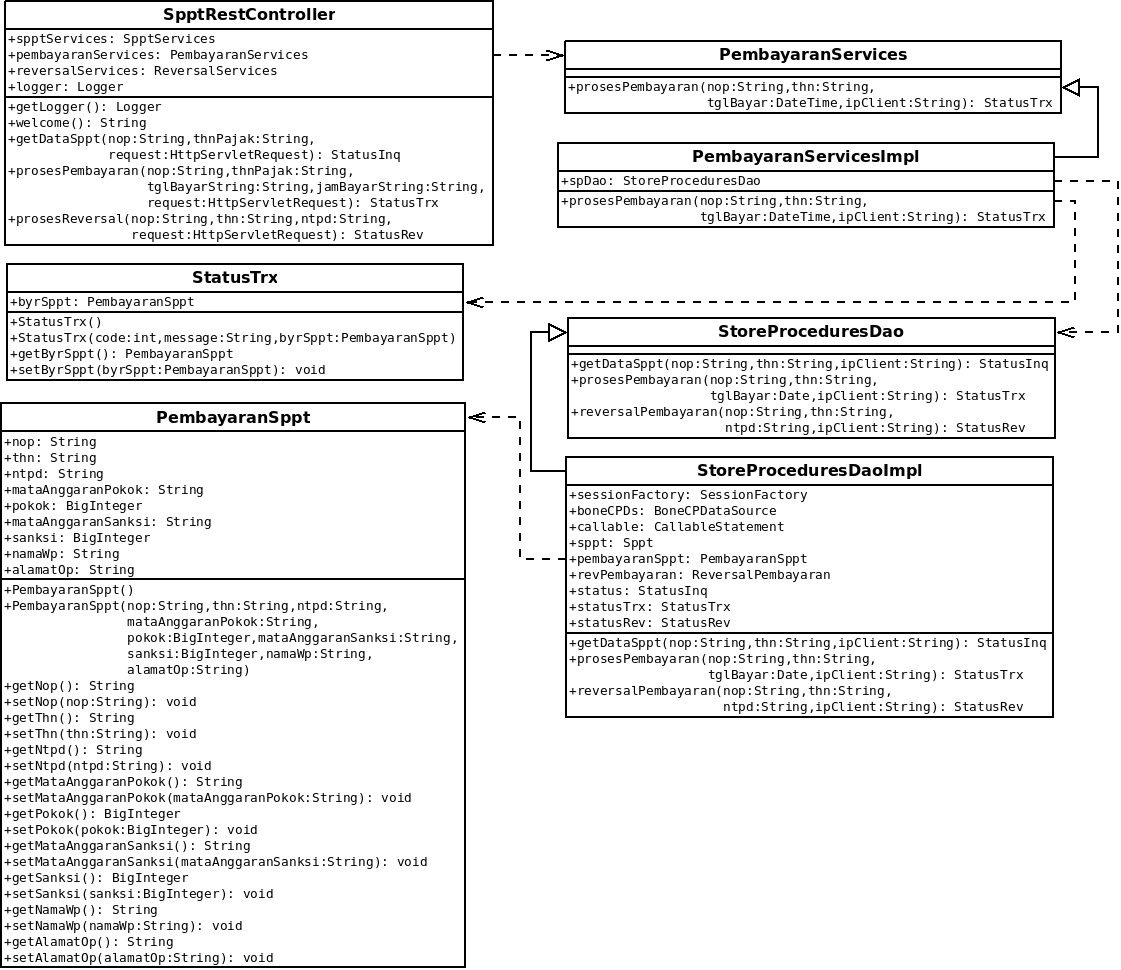 SpptRestController
+spptServices: SpptServices
+pembayaranServices: PembayaranServices
+reversalServices: ReversalServices
+logger: Logger
+getLogger(): Logger
+welcome(): String
+getDataSppt(nop:String,thnPajak:String,
request:HttpServletRequest): StatusInq
+prosesPembayaran(nop:String,thnPajak:String,
tglBayarString:String,jamBayarString:String,
request:HttpServletRequest): StatusTrx
+prosesReversal(nop:String,thn:String,ntpd:String,
request:HttpServletRequest): StatusRev
PembayaranServices
+prosesPembayaran(nop:String,thn:String,
tglBayar:DateTime,ipClient:String): StatusTrx
PembayaranServicesImpl
+spDao: StoreProceduresDao
+prosesPembayaran(nop:String,thn:String,
tglBayar:DateTime,ipClient:String): StatusTrx
StatusTrx
+byrSppt: PembayaranSppt
+StatusTrx()
+StatusTrx(code:int,message:String,byrSppt:PembayaranSppt)
+getByrSppt(): PembayaranSppt
+setByrSppt(byrSppt:PembayaranSppt): void
StoreProceduresDao
+getDataSppt(nop:String,thn:String,ipClient:String): StatusInq
+prosesPembayaran(nop:String,thn:String,
tglBayar:Date,ipClient:String): StatusTrx
+reversalPembayaran(nop:String,thn:String,
ntpd:String,ipClient:String): StatusRev
PembayaranSppt
+nop: String
+thn: String
+ntpd: String
+mataAnggaranPokok: String
+pokok: BigInteger
+mataAnggaranSanksi: String
+sanksi: BigInteger
+namaWp: String
+alamatOp: String
+PembayaranSppt()
+PembayaranSppt(nop:String,thn:String,ntpd:String,
mataAnggaranPokok:String,
pokok:BigInteger,mataAnggaranSanksi:String,
sanksi:BigInteger,namaWp:String,
alamatOp:String)
+getNop(): String
+setNop(nop:String): void
+getThn(): String
+setThn(thn:String): void
+getNtpd(): String
+setNtpd(ntpd:String): void
+getMataAnggaranPokok(): String
+setMataAnggaranPokok(mataAnggaranPokok:String): void
+getPokok(): BigInteger
+setPokok(pokok:BigInteger): void
+getMataAnggaranSanksi(): String
+setMataAnggaranSanksi(mataAnggaranSanksi:String): void
+getSanksi(): BigInteger
+setSanksi(sanksi:BigInteger): void
+getNamaWp(): String
+setNamaWp(namaWp:String): void
+getAlamatOp(): String
+setAlamatOp(alamatOp:String): void
StoreProceduresDaoImpl
+sessionFactory: SessionFactory
+boneCPDs: BoneCPDataSource
+callable: CallableStatement
+sppt: Sppt
+pembayaranSppt: PembayaranSppt
+revPembayaran: ReversalPembayaran
+status: StatusInq
+statusTrx: StatusTrx
+statusRev: StatusRev
+getDataSppt(nop:String,thn:String,ipClient:String): StatusInq
+prosesPembayaran(nop:String,thn:String,
tglBayar:Date,ipClient:String): StatusTrx
+reversalPembayaran(nop:String,thn:String,
ntpd:String,ipClient:String): StatusRev